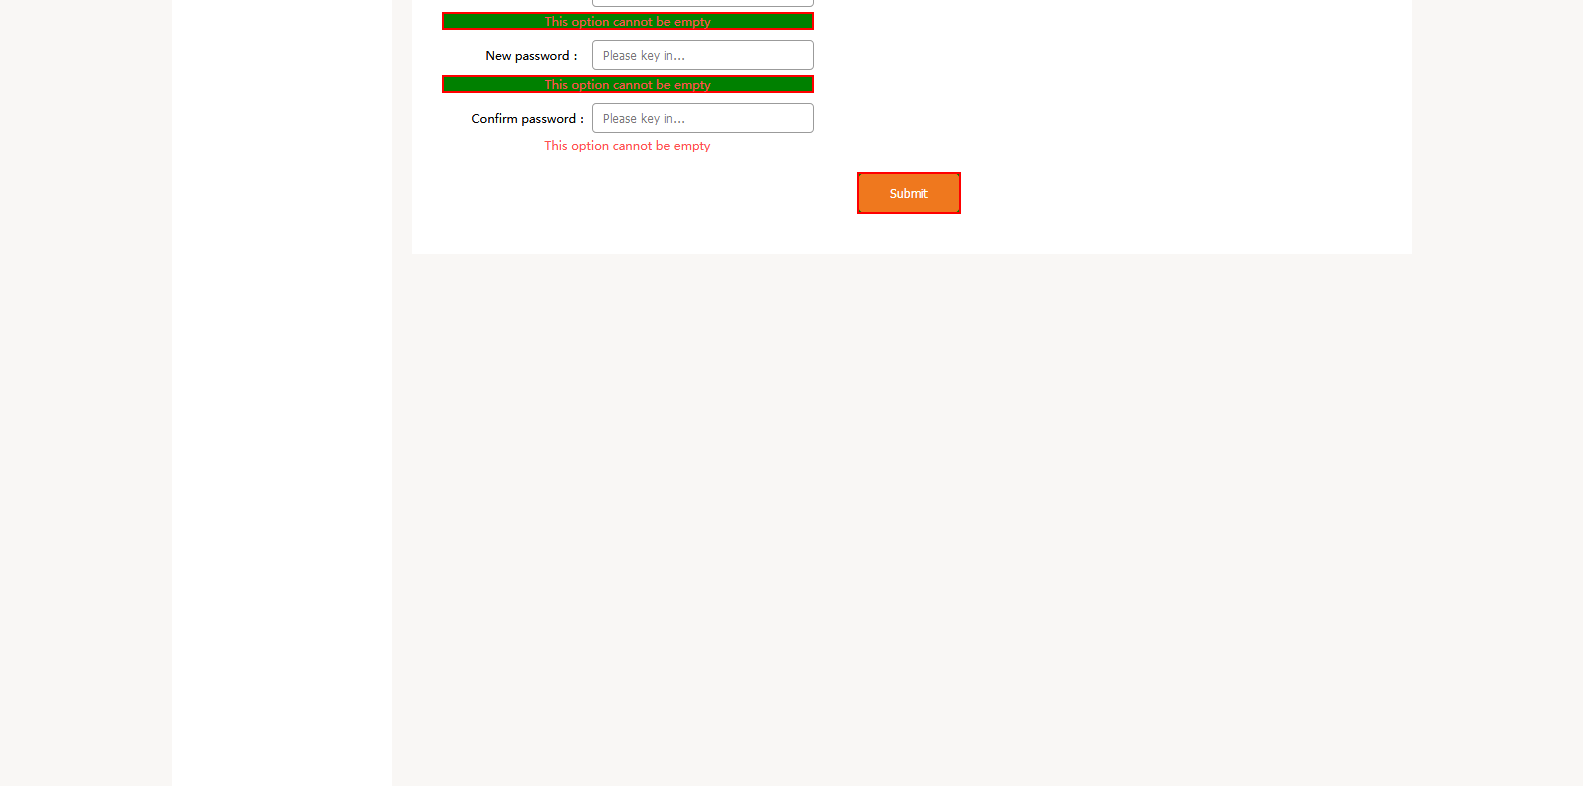 This option cannot be empty
New password : Please key in...
This option cannot be empty
Confirm password : Please key in...
This option cannot be empty
Submit